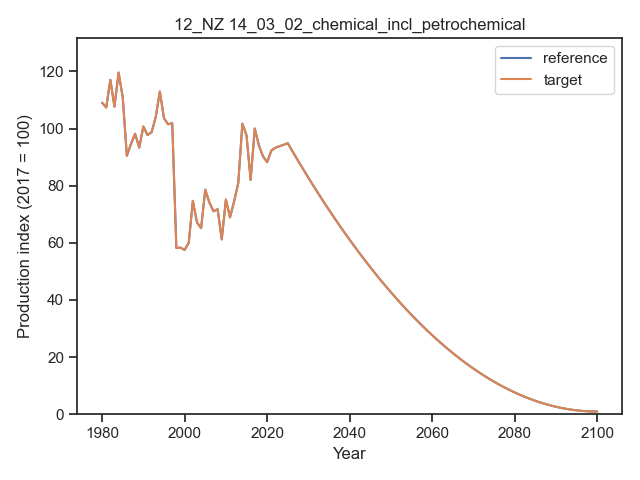 12_NZ 14_03_02_chemical_incl_petrochemical
reference
target
Production index (2017 = 100)
120
100
80
60
40
20
0
1980 2000 2020 2040 2060 2080 2100
Year